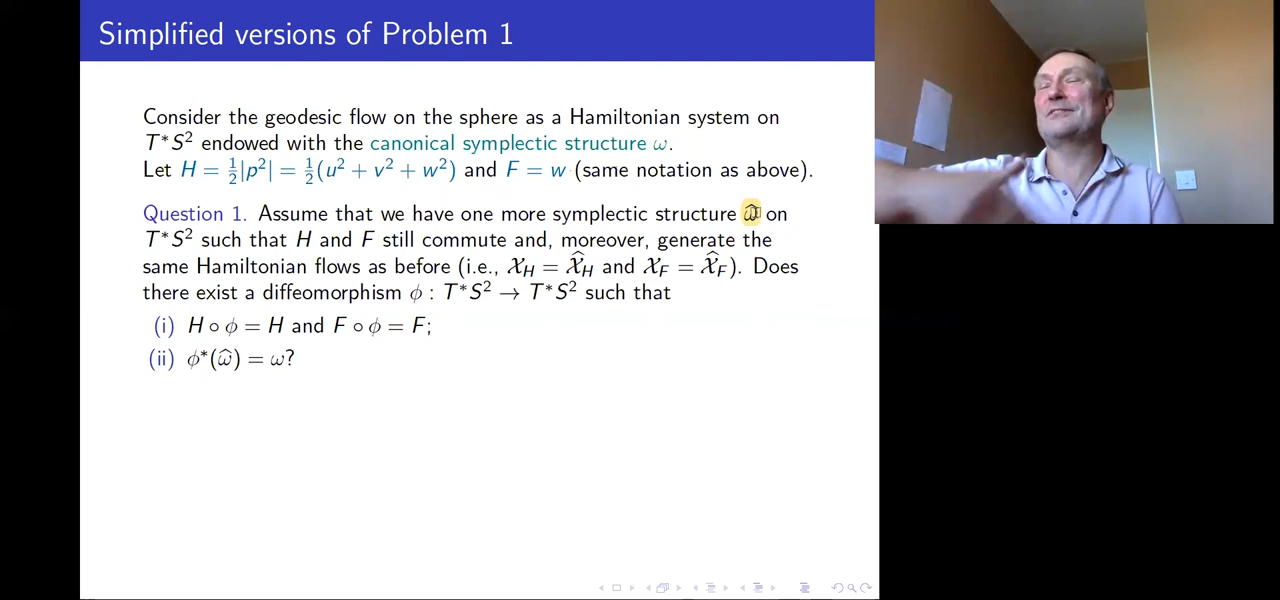 Simplified versions of Problem 1
Consider the geodesic flow on the sphere as a Hamiltonian system on
T*S² endowed with the canonical symplectic structure ω.
Let H = ½|p²| = ½(u² + v² + w²) and F = w (same notation as above).
Question 1. Assume that we have one more symplectic structure ω̂ on
T*S² such that H and F still commute and, moreover, generate the
same Hamiltonian flows as before (i.e., 𝒳_H = 𝒳̂_H and 𝒳_F = 𝒳̂_F). Does
there exist a diffeomorphism ϕ : T*S² → T*S² such that
(i) H ∘ ϕ = H and F ∘ ϕ = F;
(ii) ϕ*(ω̂) = ω?